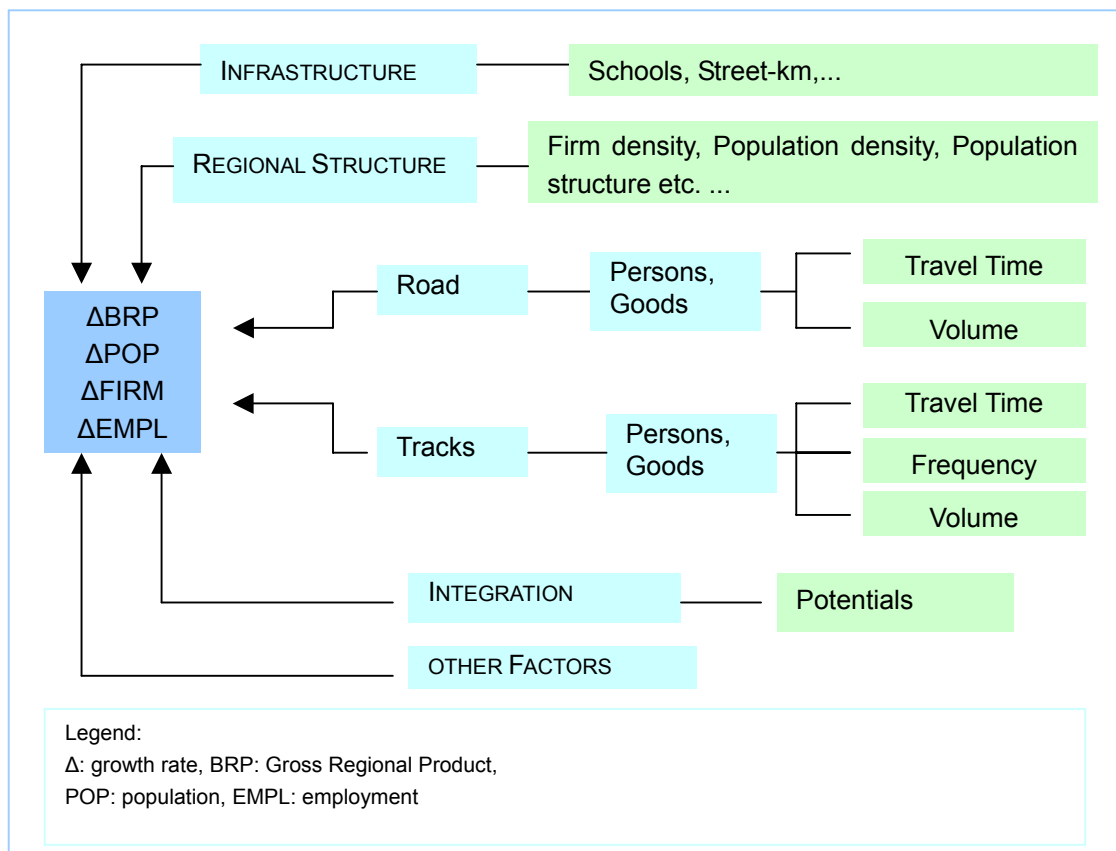 INFRASTRUCTURE
Schools, Street-km,...
REGIONAL STRUCTURE
Firm density, Population density, Population
structure etc. ...
Road
Persons,
Goods
Travel Time
Volume
ΔBRP
ΔPOP
ΔFIRM
ΔEMPL
Tracks
Persons,
Goods
Travel Time
Frequency
Volume
INTEGRATION
Potentials
OTHER FACTORS
Legend:
Δ: growth rate, BRP: Gross Regional Product,
POP: population, EMPL: employment